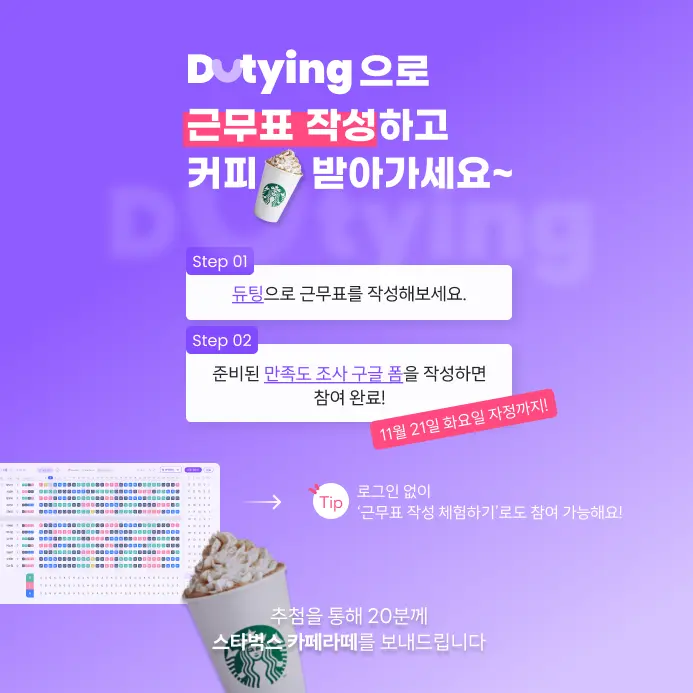 Dutying으로
근무표 작성하고
커피 받아가세요~
Dutying
Step 01
듀팅으로 근무표를 작성해보세요.
Step 02
준비된 만족도 조사 구글 폼을 작성하면
참여 완료!
11월 21일 화요일 자정까지!
Tip
로그인 없이
‘근무표 작성 체험하기’로도 참여 가능해요!
추첨을 통해 20분께
스타벅스 카페라떼를 보내드립니다